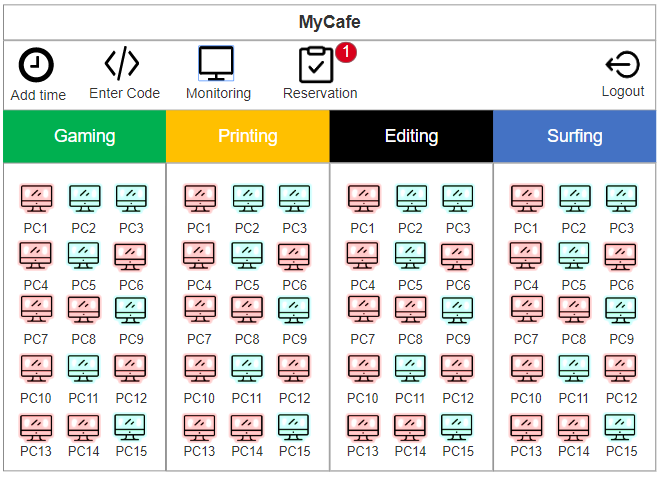 MyCafe
1
Add time Enter Code Monitoring Reservation Logout
Gaming Printing Editing Surfing
PC1 PC2 PC3 PC1 PC2 PC3 PC1 PC2 PC3 PC1 PC2 PC3
PC4 PC5 PC6 PC4 PC5 PC6 PC4 PC5 PC6 PC4 PC5 PC6
PC7 PC8 PC9 PC7 PC8 PC9 PC7 PC8 PC9 PC7 PC8 PC9
PC10 PC11 PC12 PC10 PC11 PC12 PC10 PC11 PC12 PC10 PC11 PC12
PC13 PC14 PC15 PC13 PC14 PC15 PC13 PC14 PC15 PC13 PC14 PC15